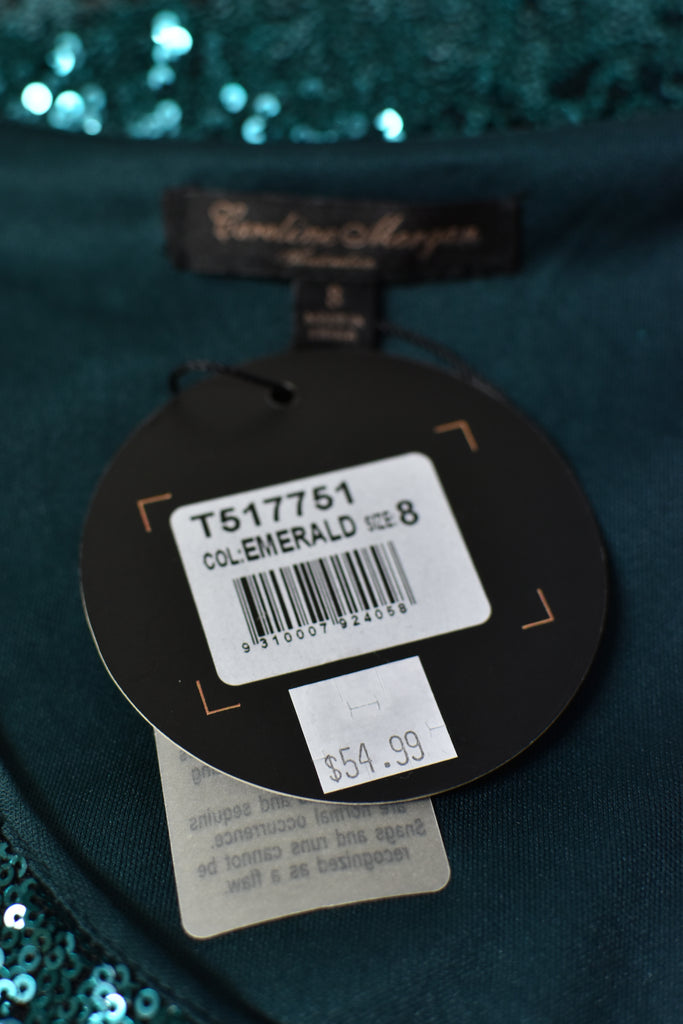 Caroline Morgan
8
T517751
COL:EMERALD SIZE:8
9 310007 924058
$54.99
and sequins
are normal occurrence.
Snags and runs cannot be
recognized as a flaw.